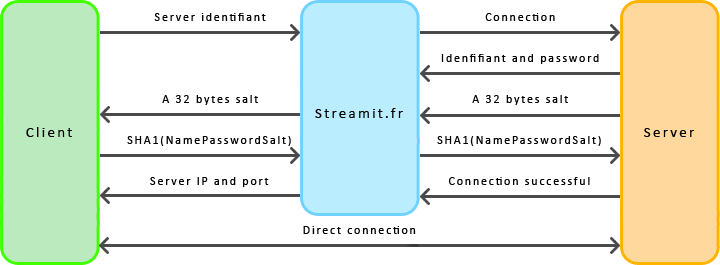 Server identifiant
Connection
Idenfifiant and password
A 32 bytes salt
A 32 bytes salt
Streamit.fr
Client
Server
SHA1(NamePasswordSalt)
SHA1(NamePasswordSalt)
Server IP and port
Connection successful
Direct connection